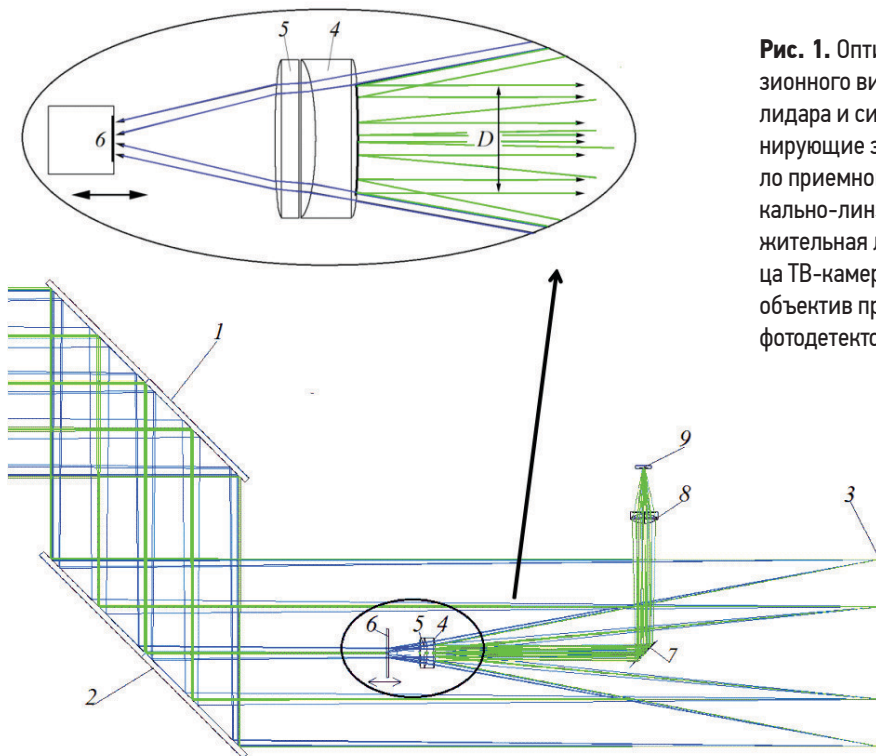 5
4
6
D
Рис. 1. Опти
зионного ви
лидара и си
нирующие з
ло приемно
кально-лин
жительная л
ца ТВ-камер
объектив пр
фотодетекто
1
9
8
3
6
5
4
7
2